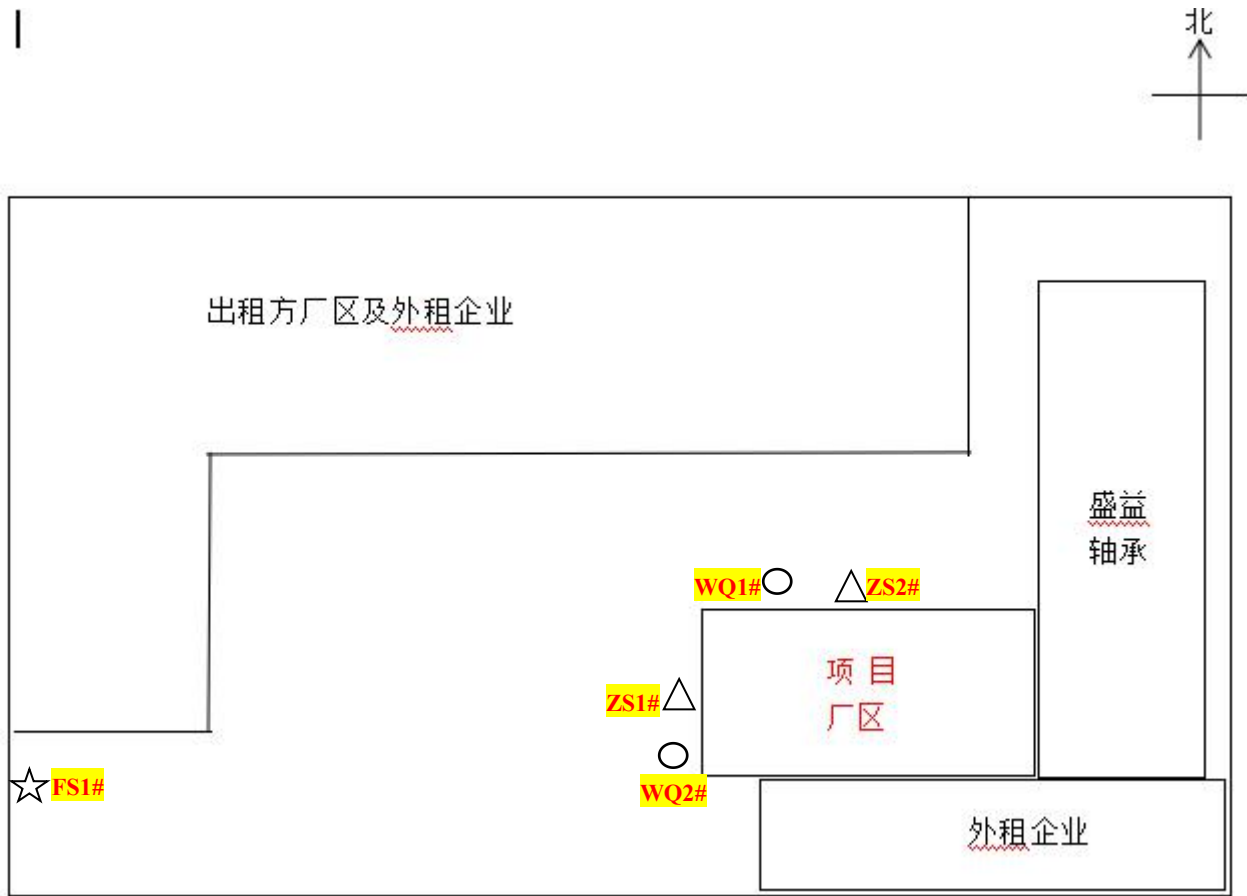 北
出租方厂区及外租企业
盛益
轴承
WQ1#
ZS2#
项 目
厂区
ZS1#
WQ2#
FS1#
外租企业